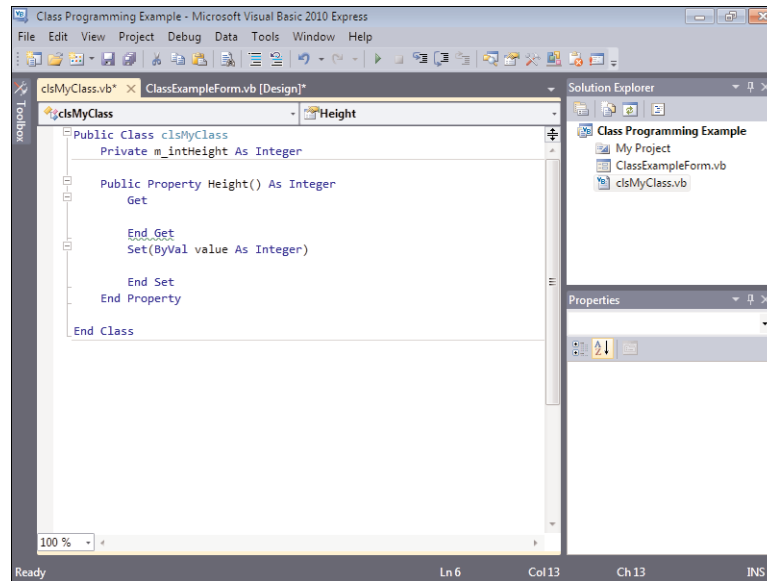 Class Programming Example - Microsoft Visual Basic 2010 Express
File Edit View Project Debug Data Tools Window Help
clsMyClass.vb* ClassExampleForm.vb [Design]*
clsMyClass
Height
Public Class clsMyClass
Private m_intHeight As Integer
Public Property Height() As Integer
Get
End Get
Set(ByVal value As Integer)
End Set
End Property
End Class
100 %
Toolbox
Solution Explorer
Class Programming Example
My Project
ClassExampleForm.vb
clsMyClass.vb
Properties
Ready Ln 6 Col 13 Ch 13 INS